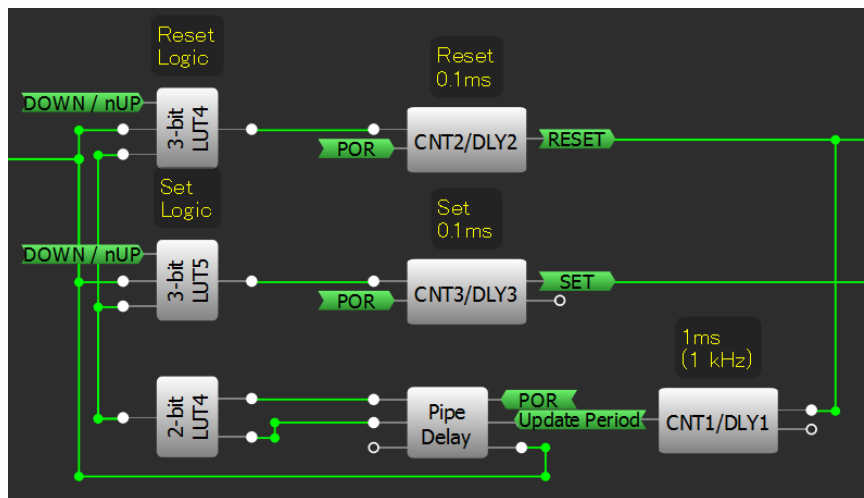 Reset
Logic
Reset
0.1ms
DOWN / nUP
3-bit
LUT4
POR
CNT2/DLY2
RESET
Set
Logic
Set
0.1ms
DOWN / nUP
3-bit
LUT5
POR
CNT3/DLY3
SET
1ms
(1 kHz)
2-bit
LUT4
Pipe
Delay
POR
Update Period
CNT1/DLY1